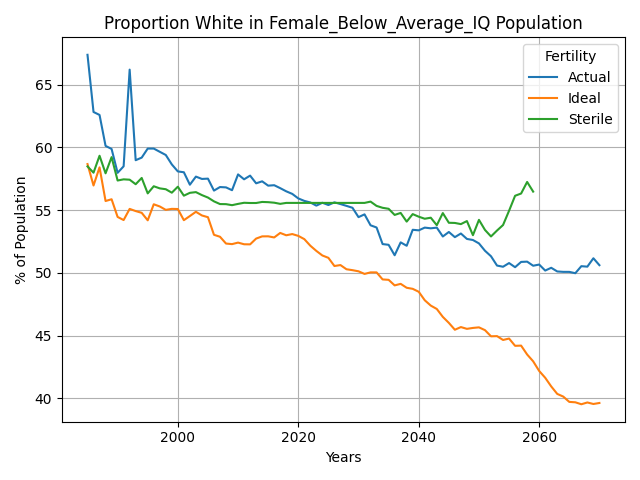 Proportion White in Female_Below_Average_IQ Population
Fertility
Actual
Ideal
Sterile
% of Population
65
60
55
50
45
40
2000
2020
2040
2060
Years